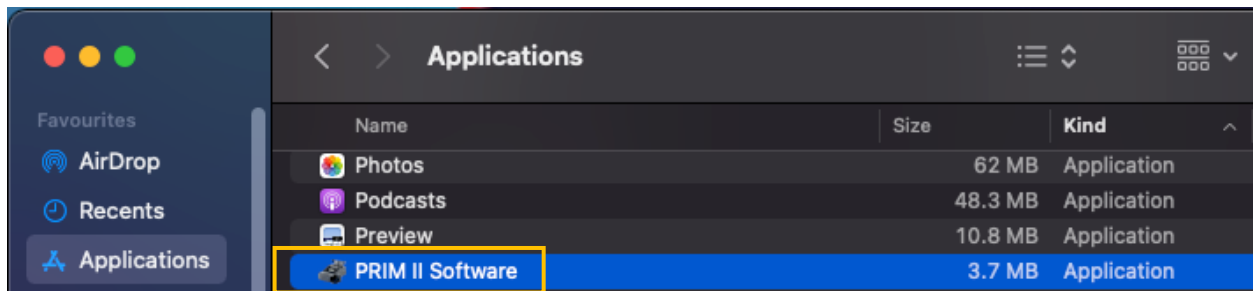 Applications
Favourites
Name Size Kind
AirDrop
Photos 62 MB Application
Recents
Podcasts 48.3 MB Application
Preview 10.8 MB Application
Applications
PRIM II Software 3.7 MB Application